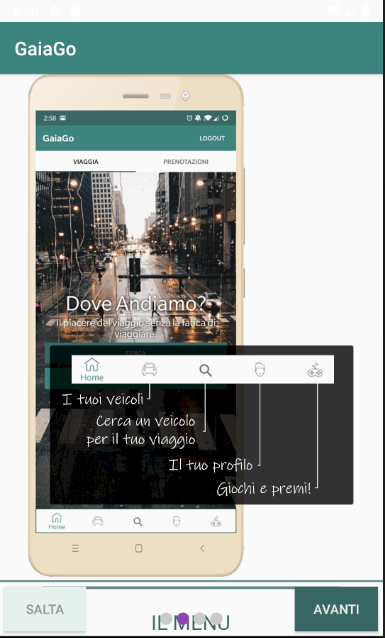 8:00
GaiaGo
2:58
GaiaGo LOGOUT
VIAGGIA PRENOTAZIONI
Dove Andiamo?
Il piacere del viaggio senza la fatica di
viaggiare.
Home
I tuoi veicoli
Cerca un veicolo
per il tuo viaggio
Il tuo profilo
Giochi e premi!
Home
SALTA
IL MENU
AVANTI